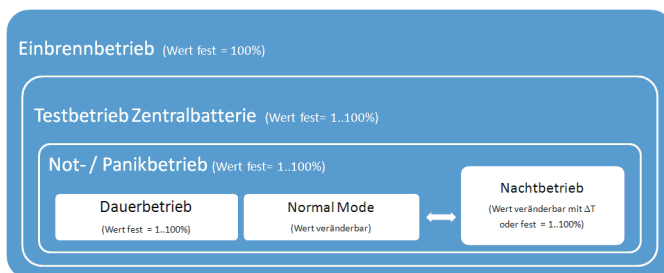 Einbrennbetrieb (Wert fest = 100%)
Testbetrieb Zentralbatterie (Wert fest= 1..100%)
Not- / Panikbetrieb (Wert fest= 1..100%)
Dauerbetrieb
(Wert fest = 1..100%)
Normal Mode
(Wert veränderbar)
Nachtbetrieb
(Wert veränderbar mit ΔT
oder fest = 1..100%)